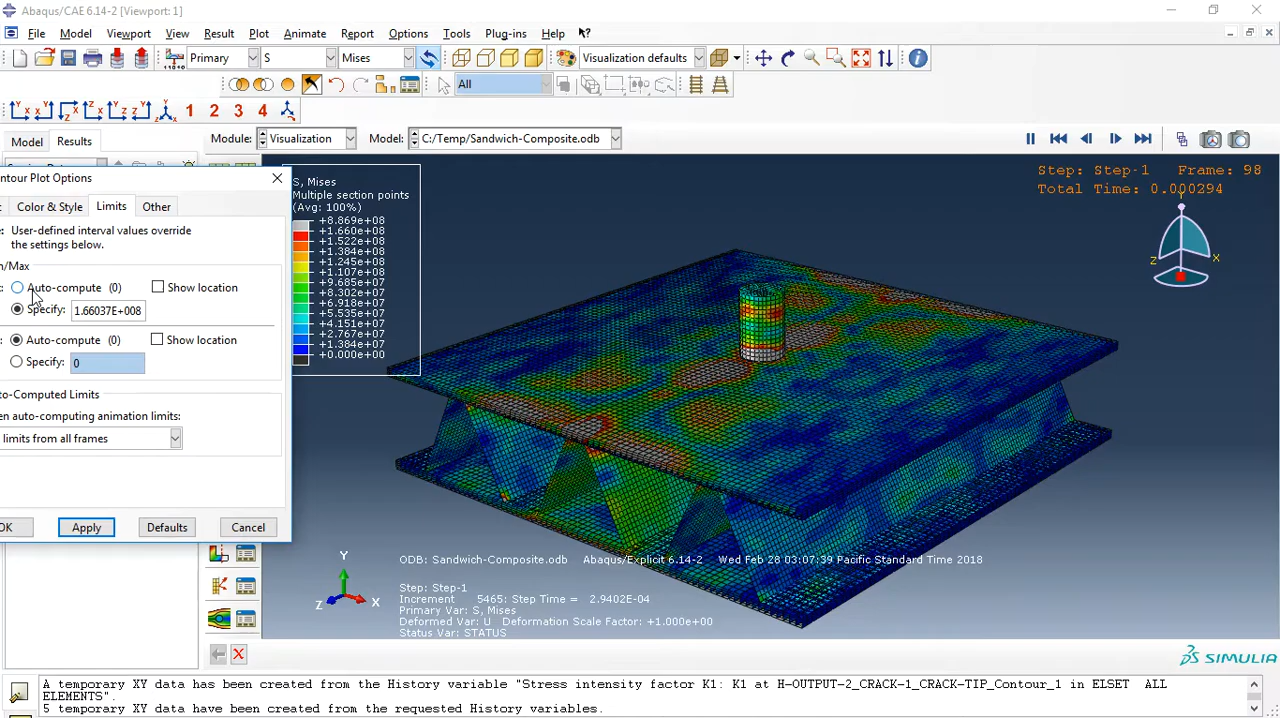 Abaqus/CAE 6.14-2 [Viewport: 1]
File Model Viewport View Result Plot Animate Report Options Tools Plug-ins Help
Primary S Mises Visualization defaults
All
1 2 3 4
Model Results Module: Visualization Model: C:/Temp/Sandwich-Composite.odb
ntour Plot Options
Color & Style Limits Other
User-defined interval values override
the settings below.
n/Max
Auto-compute (0) Show location
Specify: 1.66037E+008
Auto-compute (0) Show location
Specify: 0
uto-Computed Limits
en auto-computing animation limits:
limits from all frames
OK Apply Defaults Cancel
S, Mises
Multiple section points
(Avg: 100%)
+8.869e+08
+1.660e+08
+1.522e+08
+1.384e+08
+1.245e+08
+1.107e+08
+9.685e+07
+8.302e+07
+6.918e+07
+5.535e+07
+4.151e+07
+2.767e+07
+1.384e+07
+0.000e+00
Step: Step-1 Frame: 98
Total Time: 0.000294
Y
Z X
ODB: Sandwich-Composite.odb Abaqus/Explicit 6.14-2 Wed Feb 28 03:07:39 Pacific Standard Time 2018
Y
Z X
Step: Step-1
Increment 5465: Step Time = 2.9402E-04
Primary Var: S, Mises
Deformed Var: U Deformation Scale Factor: +1.000e+00
Status Var: STATUS
SIMULIA
A temporary XY data has been created from the History variable "Stress intensity factor K1: K1 at H-OUTPUT-2_CRACK-1_CRACK-TIP_Contour_1 in ELSET ALL
ELEMENTS".
5 temporary XY data have been created from the requested History variables.